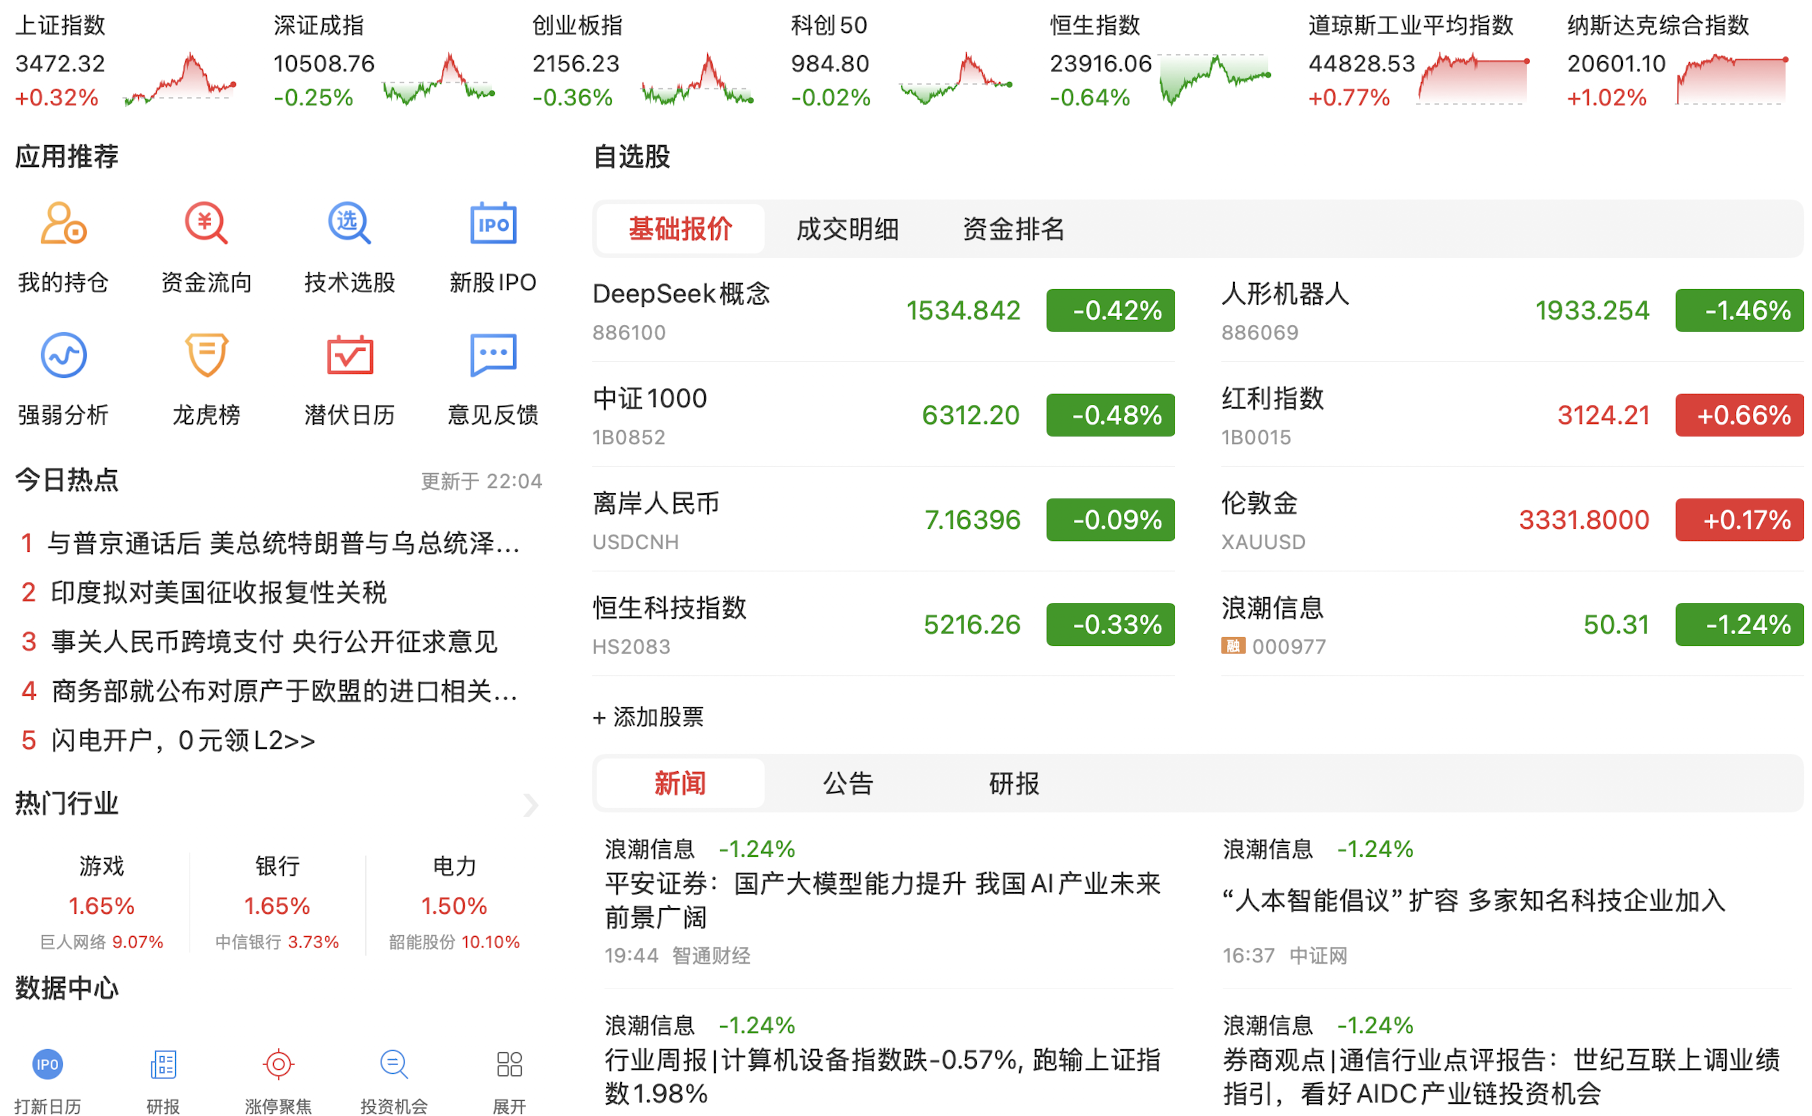 上证指数
3472.32
+0.32%
深证成指
10508.76
-0.25%
创业板指
2156.23
-0.36%
科创50
984.80
-0.02%
恒生指数
23916.06
-0.64%
道琼斯工业平均指数
44828.53
+0.77%
纳斯达克综合指数
20601.10
+1.02%
应用推荐
我的持仓
资金流向
选
技术选股
IPO
新股IPO
强弱分析
龙虎榜
潜伏日历
意见反馈
今日热点
更新于 22:04
1 与普京通话后 美总统特朗普与乌总统泽...
2 印度拟对美国征收报复性关税
3 事关人民币跨境支付 央行公开征求意见
4 商务部就公布对原产于欧盟的进口相关...
5 闪电开户，0元领L2>>
热门行业
游戏
1.65%
巨人网络 9.07%
银行
1.65%
中信银行 3.73%
电力
1.50%
韶能股份 10.10%
数据中心
IPO
打新日历
研报
涨停聚焦
投资机会
展开
自选股
基础报价
成交明细
资金排名
DeepSeek概念
886100
1534.842
-0.42%
人形机器人
886069
1933.254
-1.46%
中证1000
1B0852
6312.20
-0.48%
红利指数
1B0015
3124.21
+0.66%
离岸人民币
USDCNH
7.16396
-0.09%
伦敦金
XAUUSD
3331.8000
+0.17%
恒生科技指数
HS2083
5216.26
-0.33%
浪潮信息
融 000977
50.31
-1.24%
+ 添加股票
新闻
公告
研报
浪潮信息 -1.24%
平安证券：国产大模型能力提升 我国AI产业未来
前景广阔
19:44 智通财经
浪潮信息 -1.24%
“人本智能倡议”扩容 多家知名科技企业加入
16:37 中证网
浪潮信息 -1.24%
行业周报|计算机设备指数跌-0.57%, 跑输上证指
数1.98%
浪潮信息 -1.24%
券商观点|通信行业点评报告：世纪互联上调业绩
指引，看好AIDC产业链投资机会